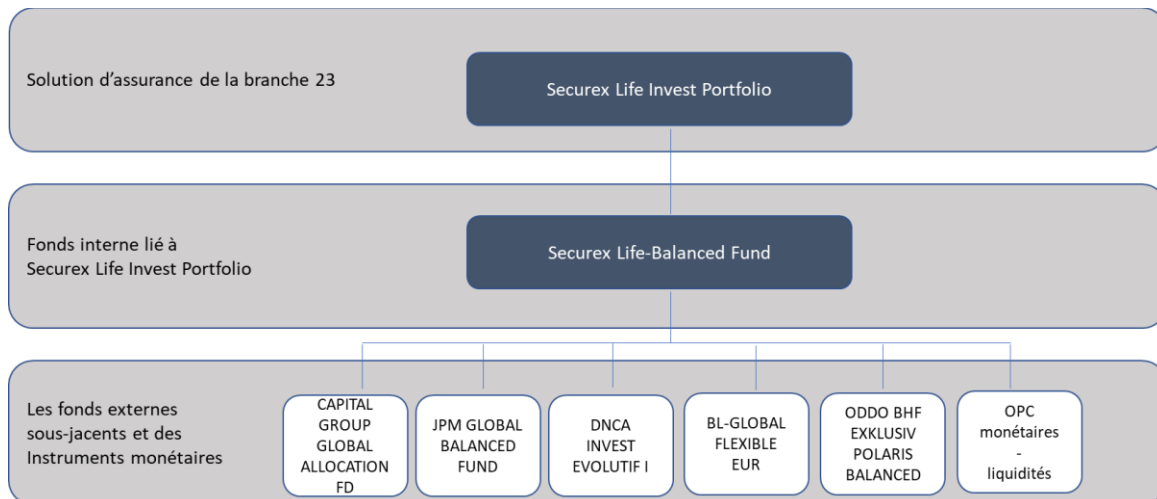 Solution d’assurance de la branche 23
Securex Life Invest Portfolio
Fonds interne lié à
Securex Life Invest Portfolio
Securex Life-Balanced Fund
Les fonds externes
sous-jacents et des
Instruments monétaires
CAPITAL
GROUP
GLOBAL
ALLOCATION
FD
JPM GLOBAL
BALANCED
FUND
DNCA
INVEST
EVOLUTIF I
BL-GLOBAL
FLEXIBLE
EUR
ODDO BHF
EXKLUSIV
POLARIS
BALANCED
OPC
monétaires
-
liquidités